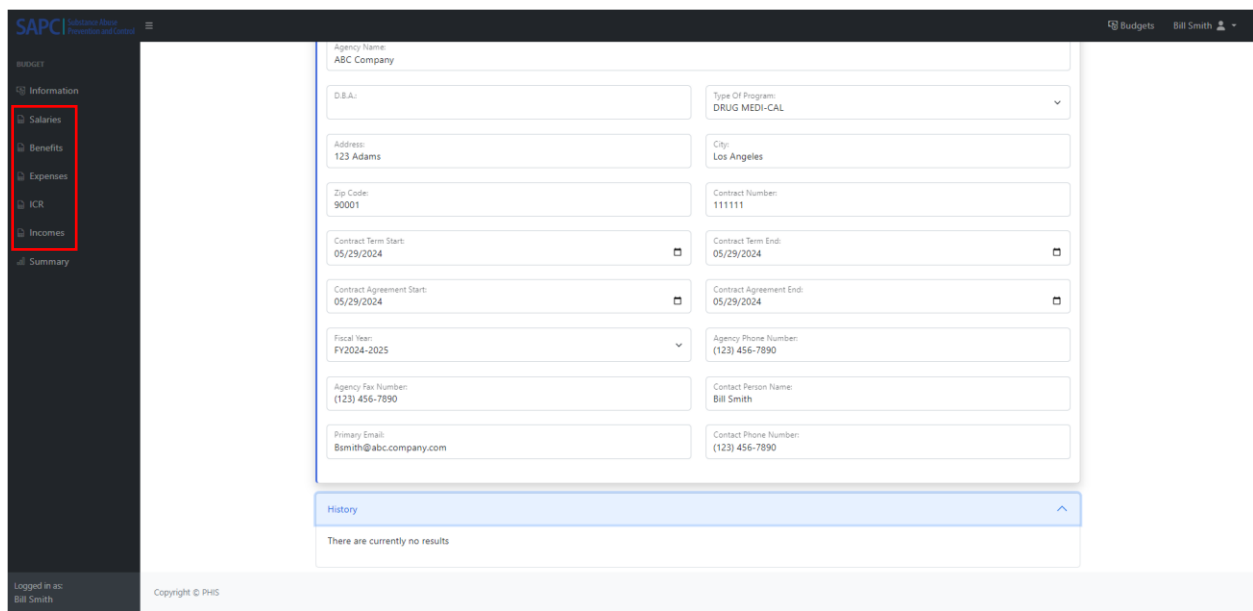 SAPC Substance Abuse
Prevention and Control
Budgets
Bill Smith
BUDGET
Information
Salaries
Benefits
Expenses
ICR
Incomes
Summary
Logged in as:
Bill Smith
Agency Name:
ABC Company
D.B.A.:
Type Of Program:
DRUG MEDI-CAL
Address:
123 Adams
City:
Los Angeles
Zip Code:
90001
Contract Number:
111111
Contract Term Start:
05/29/2024
Contract Term End:
05/29/2024
Contract Agreement Start:
05/29/2024
Contract Agreement End:
05/29/2024
Fiscal Year:
FY2024-2025
Agency Phone Number:
(123) 456-7890
Agency Fax Number:
(123) 456-7890
Contact Person Name:
Bill Smith
Primary Email:
Bsmith@abc.company.com
Contact Phone Number:
(123) 456-7890
History
There are currently no results
Copyright © PHIS